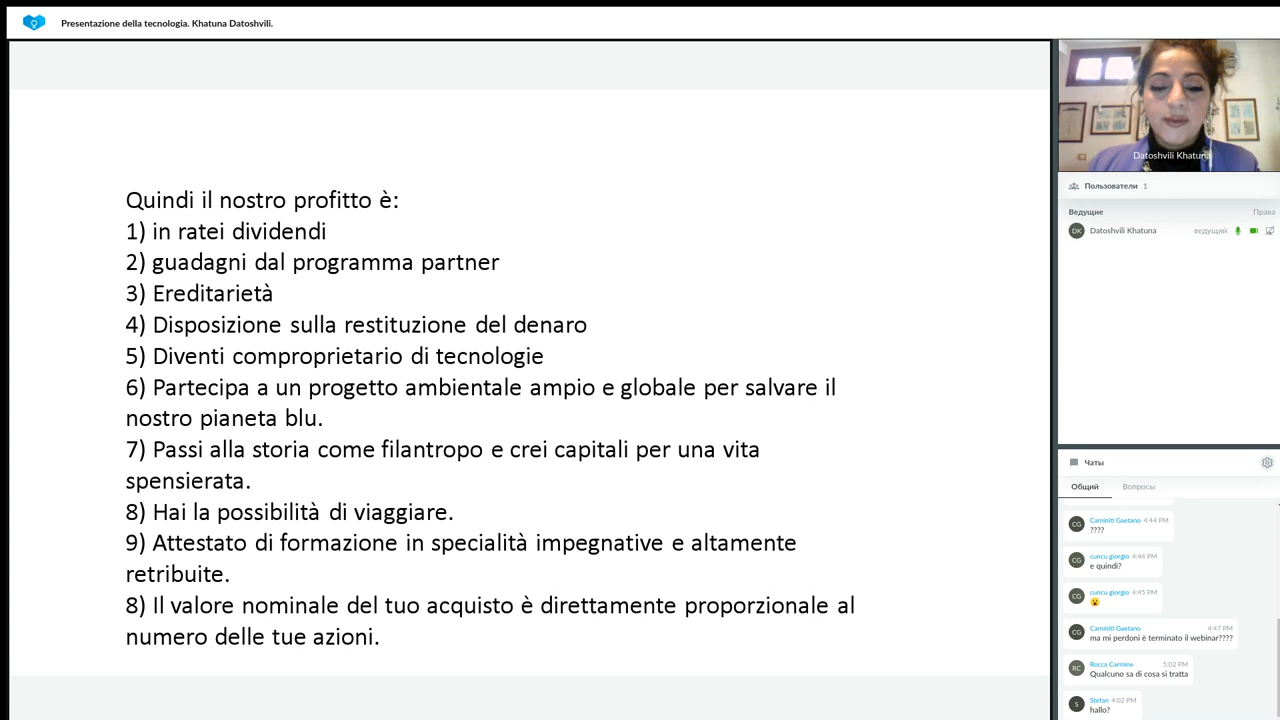 Presentazione della tecnologia. Khatuna Datoshvili.
Quindi il nostro profitto è:
1) in ratei dividendi
2) guadagni dal programma partner
3) Ereditarietà
4) Disposizione sulla restituzione del denaro
5) Diventi comproprietario di tecnologie
6) Partecipa a un progetto ambientale ampio e globale per salvare il
nostro pianeta blu.
7) Passi alla storia come filantropo e crei capitali per una vita
spensierata.
8) Hai la possibilità di viaggiare.
9) Attestato di formazione in specialità impegnative e altamente
retribuite.
8) Il valore nominale del tuo acquisto è direttamente proporzionale al
numero delle tue azioni.
Datoshvili Khatuna
Пользователи 1
Ведущие Права
DK Datoshvili Khatuna ведущий
Чаты
Общий Вопросы
CG Caminiti Gaetano 4:44 PM
????
CG cuncu giorgio 4:44 PM
e quindi?
CG cuncu giorgio 4:45 PM
😮
CG Caminiti Gaetano 4:47 PM
ma mi perdoni è terminato il webinar????
RC Rocca Carmine 5:02 PM
Qualcuno sa di cosa si tratta
S Stefan 4:02 PM
hallo?